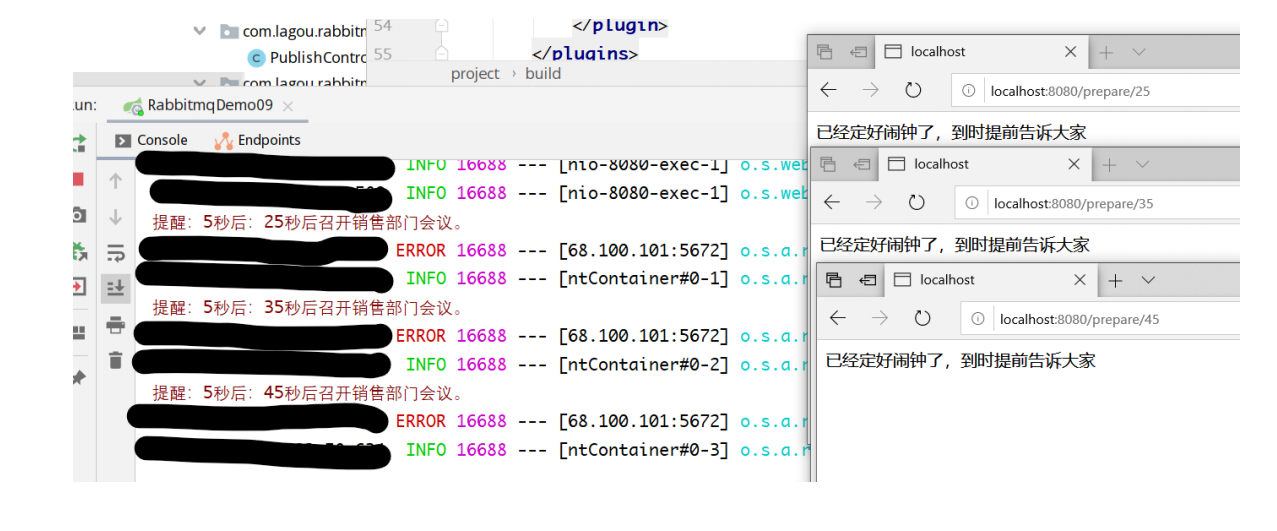 com.lagou.rabbitm
PublishContro
com.lagou.rabbitm
54 </plugin>
55 </plugins>
project › build
Run: RabbitmqDemo09 ×
Console Endpoints
INFO 16688 --- [nio-8080-exec-1] o.s.web
INFO 16688 --- [nio-8080-exec-1] o.s.web
提醒：5秒后：25秒后召开销售部门会议。
ERROR 16688 --- [68.100.101:5672] o.s.a.r
INFO 16688 --- [ntContainer#0-1] o.s.a.r
提醒：5秒后：35秒后召开销售部门会议。
ERROR 16688 --- [68.100.101:5672] o.s.a.r
INFO 16688 --- [ntContainer#0-2] o.s.a.r
提醒：5秒后：45秒后召开销售部门会议。
ERROR 16688 --- [68.100.101:5672] o.s.a.r
INFO 16688 --- [ntContainer#0-3] o.s.a.r
localhost
localhost:8080/prepare/25
已经定好闹钟了，到时提前告诉大家
localhost
localhost:8080/prepare/35
已经定好闹钟了，到时提前告诉大家
localhost
localhost:8080/prepare/45
已经定好闹钟了，到时提前告诉大家